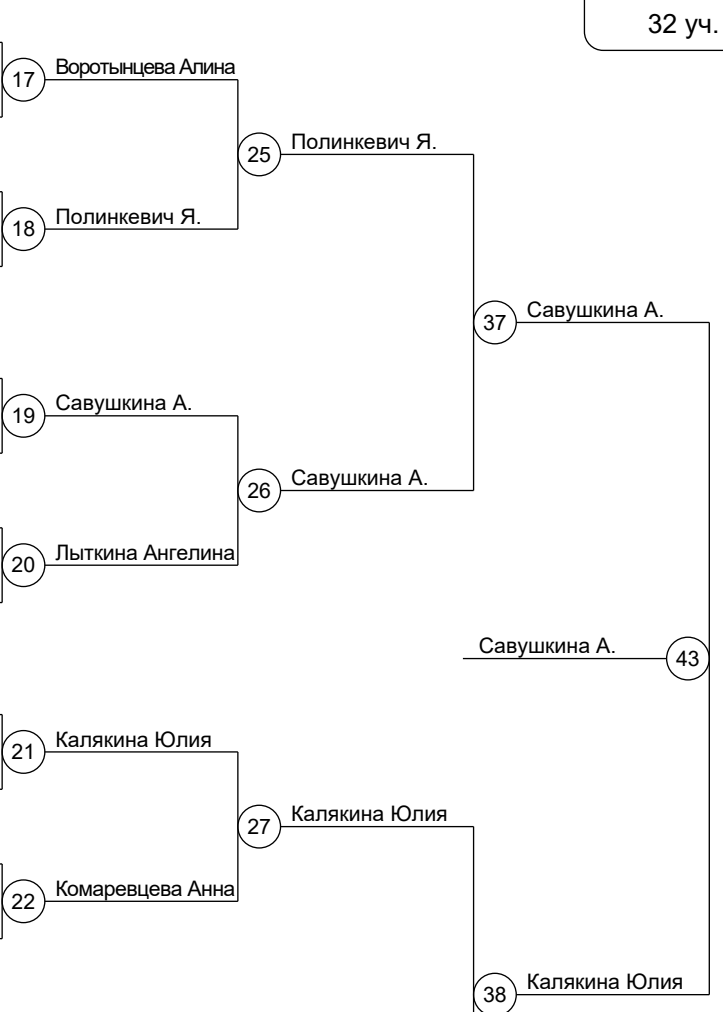 32 уч.
17 Воротынцева Алина
25 Полинкевич Я.
18 Полинкевич Я.
37 Савушкина А.
19 Савушкина А.
26 Савушкина А.
20 Лыткина Ангелина
Савушкина А. 43
21 Калякина Юлия
27 Калякина Юлия
22 Комаревцева Анна
38 Калякина Юлия